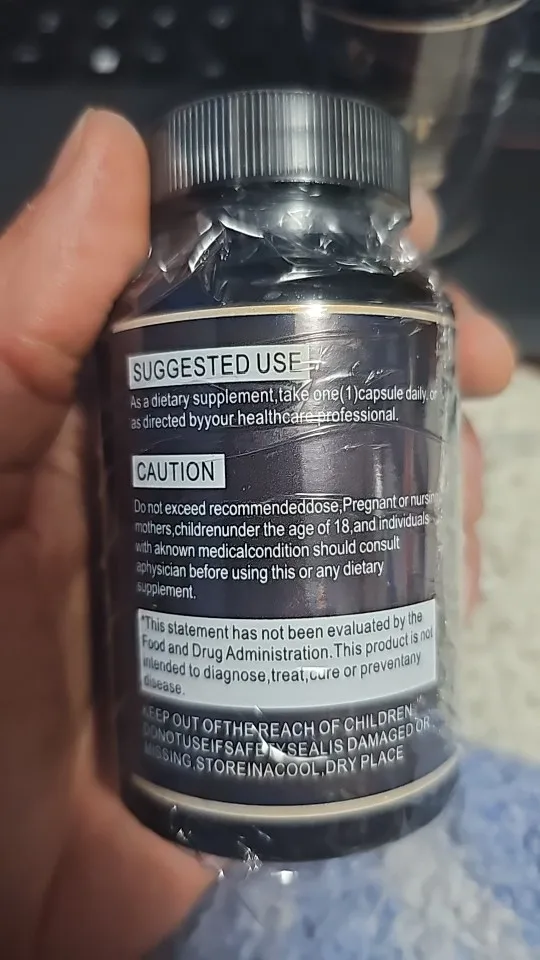 SUGGESTED USE
As a dietary supplement,take one(1)capsule daily, or
as directed byyour healthcare professional.
CAUTION
Do not exceed recommendeddose,Pregnant or nursing
mothers,childrenunder the age of 18,and individuals
with aknown medicalcondition should consult
aphysician before using this or any dietary
supplement.
*This statement has not been evaluated by the
Food and Drug Administration.This product is not
intended to diagnose,treat,cure or preventany
disease.
KEEP OUT OFTHE REACH OF CHILDREN.
DONOTUSEIFSAFETYSEALIS DAMAGED OR
MISSING,STOREINACOOL,DRY PLACE